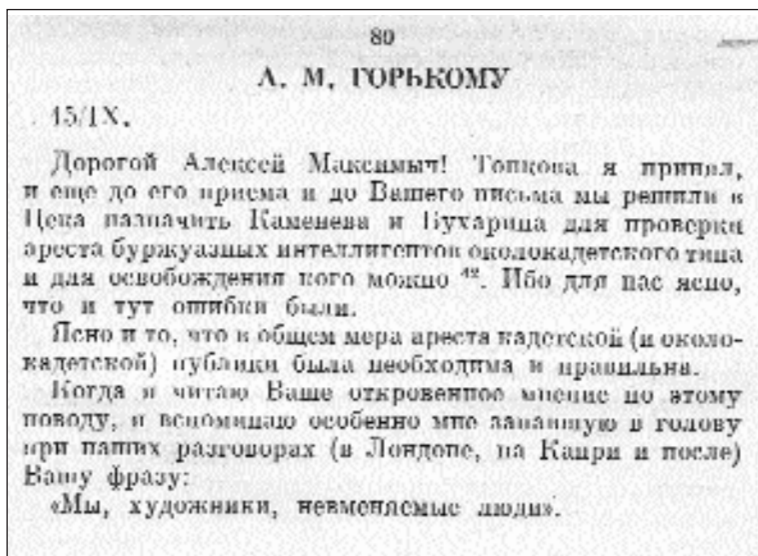 80
А. М. ГОРЬКОМУ
15/IX.
Дорогой Алексей Максимыч! Тонкова я принял,
и еще до его приема и до Вашего письма мы решили в
Цека назначить Каменева и Бухарина для проверки
ареста буржуазных интеллигентов околокадетского типа
и для освобождения кого можно 42. Ибо для нас ясно,
что и тут ошибки были.
Ясно и то, что в общем мера ареста кадетской (и около-
кадетской) публики была необходима и правильна.
Когда я читаю Ваше откровенное мнение по этому
поводу, я вспоминаю особенно мне запавшую в голову
при наших разговорах (в Лондоне, на Капри и после)
Вашу фразу:
«Мы, художники, невменяемые люди».